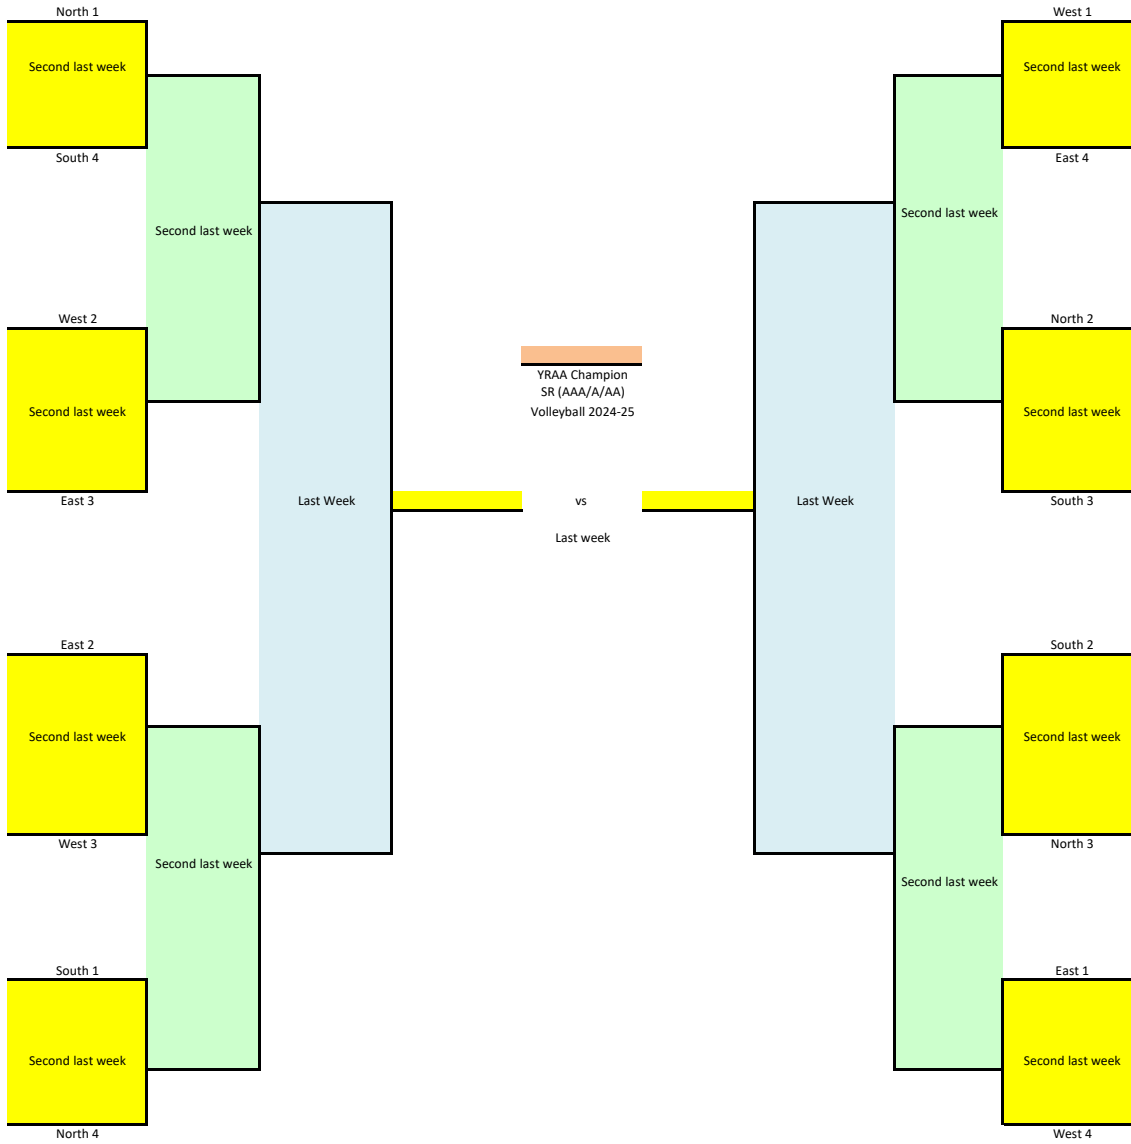 North 1
West 1
Second last week
Second last week
South 4
East 4
Second last week
Second last week
West 2
North 2
YRAA Champion
SR (AAA/A/AA)
Volleyball 2024-25
Second last week
Second last week
East 3
Last Week
vs
Last Week
South 3
Last week
East 2
South 2
Second last week
Second last week
West 3
North 3
Second last week
Second last week
South 1
East 1
Second last week
Second last week
North 4
West 4